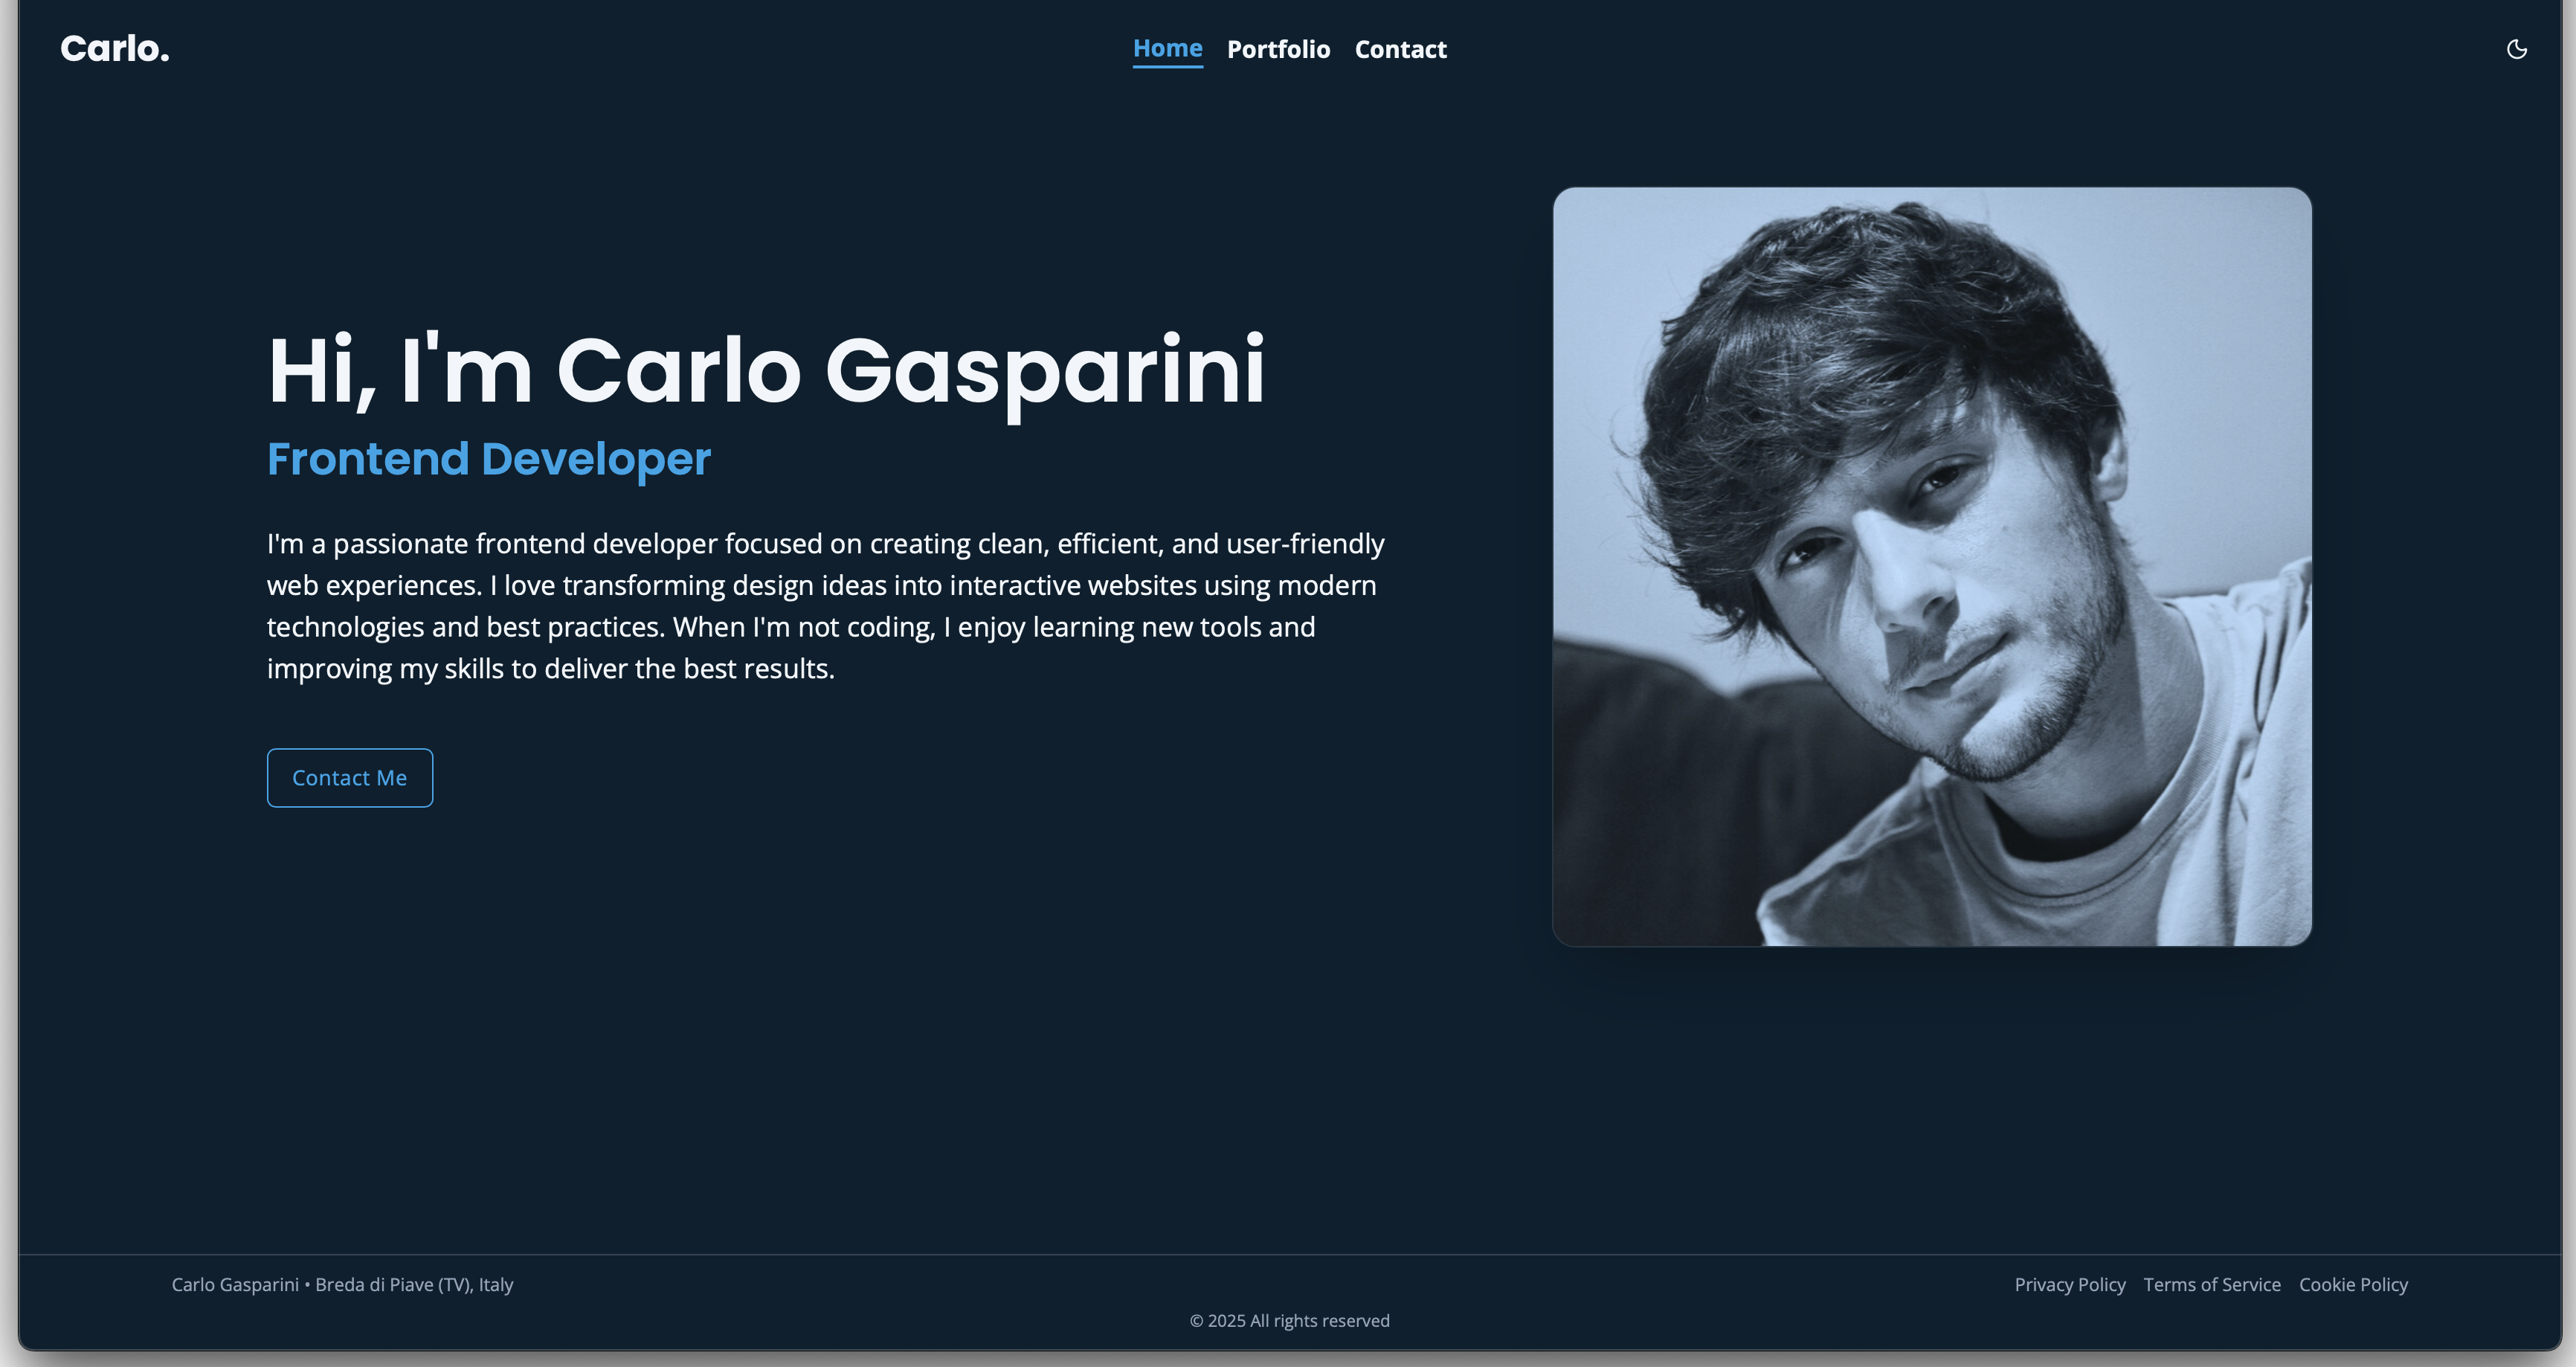 Carlo.
Home Portfolio Contact
Hi, I'm Carlo Gasparini
Frontend Developer
I'm a passionate frontend developer focused on creating clean, efficient, and user-friendly
web experiences. I love transforming design ideas into interactive websites using modern
technologies and best practices. When I'm not coding, I enjoy learning new tools and
improving my skills to deliver the best results.
Contact Me
Carlo Gasparini • Breda di Piave (TV), Italy
Privacy Policy Terms of Service Cookie Policy
© 2025 All rights reserved